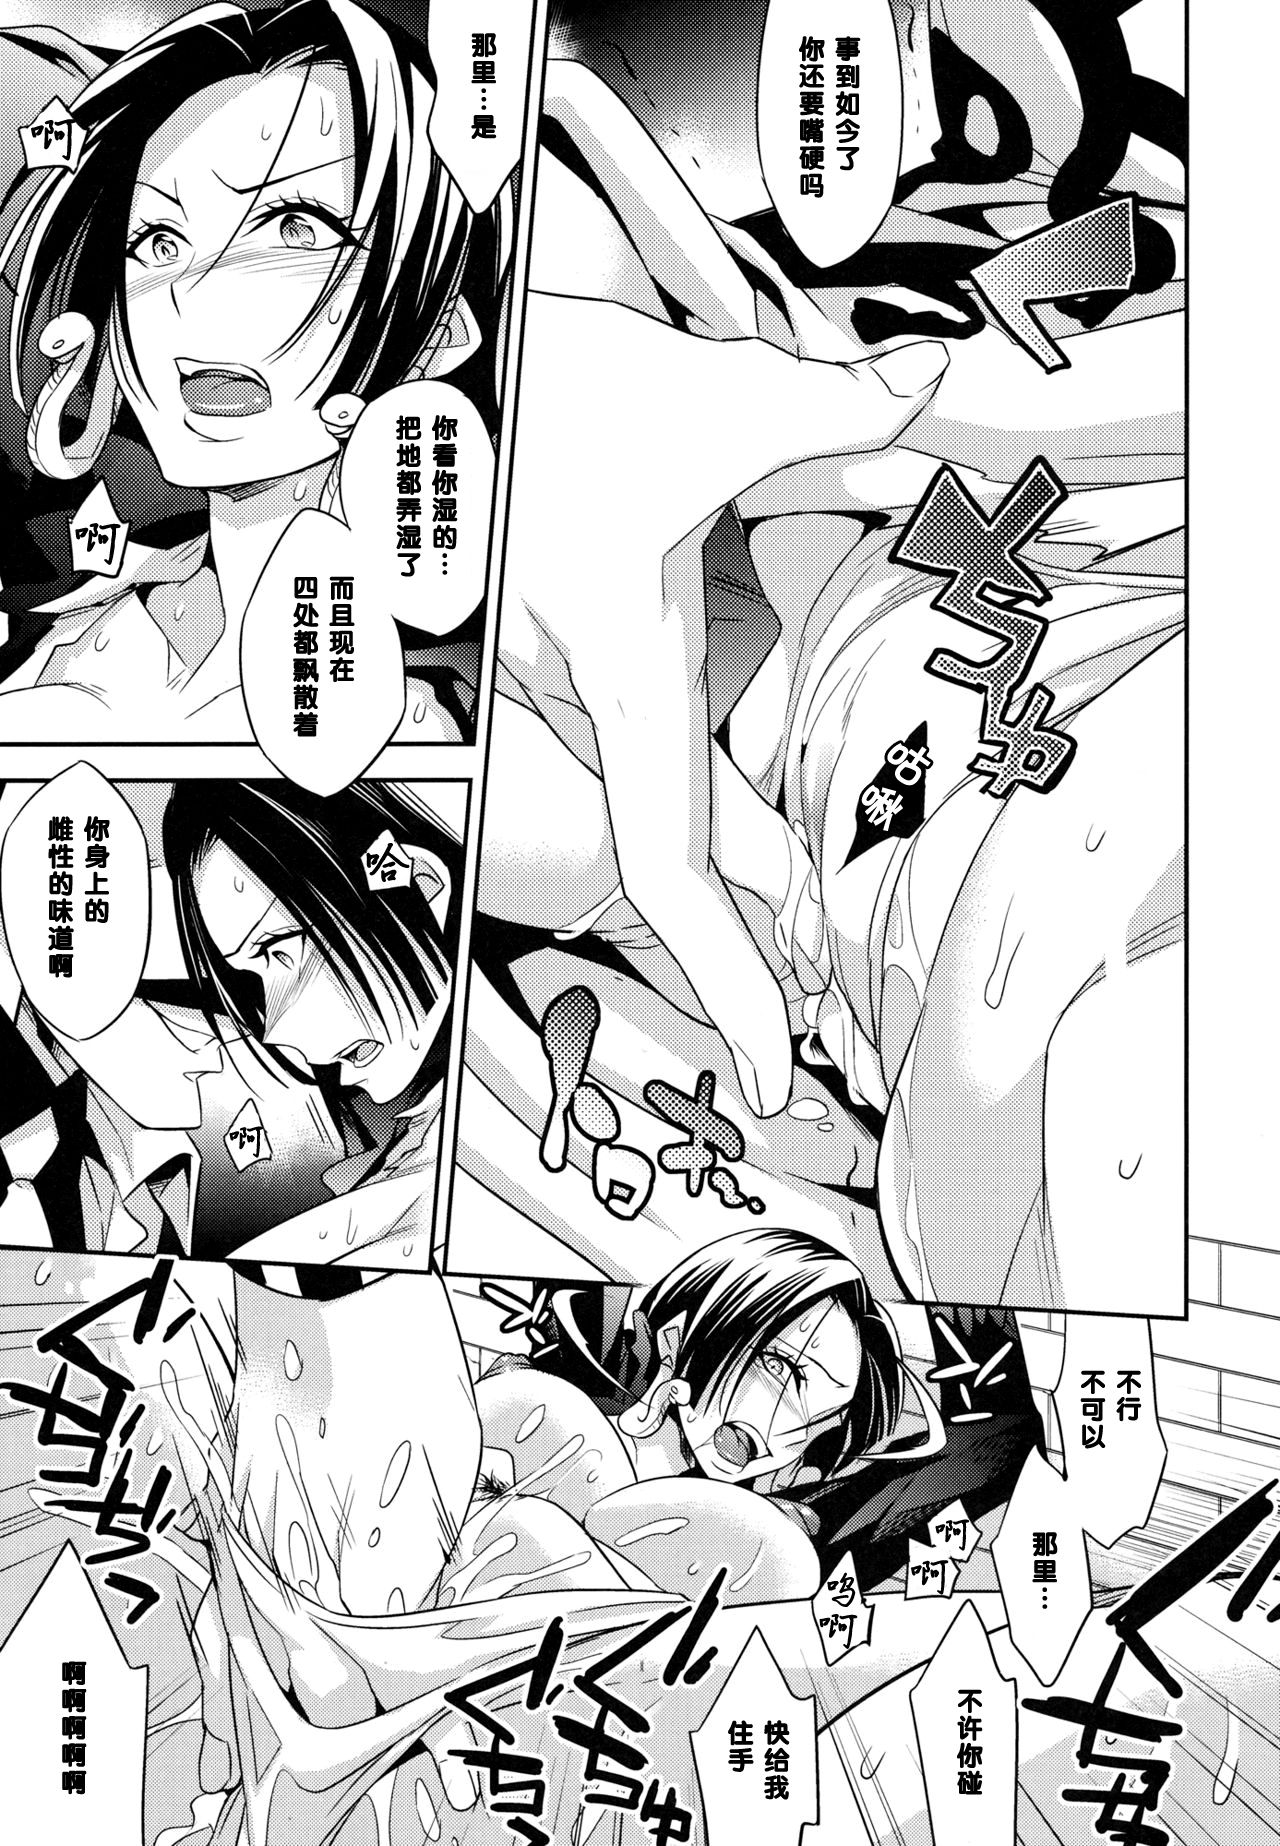 事到如今了
你还要嘴硬吗
咕啾
那里…是
啊
你看你湿的…
把地都弄湿了
而且现在
四处都飘散着
啊
你身上的
雌性的味道啊
哈
啊
不行
不可以
那里…
啊
啊
呜啊
不许你碰
快给我
住手
啊啊啊啊啊